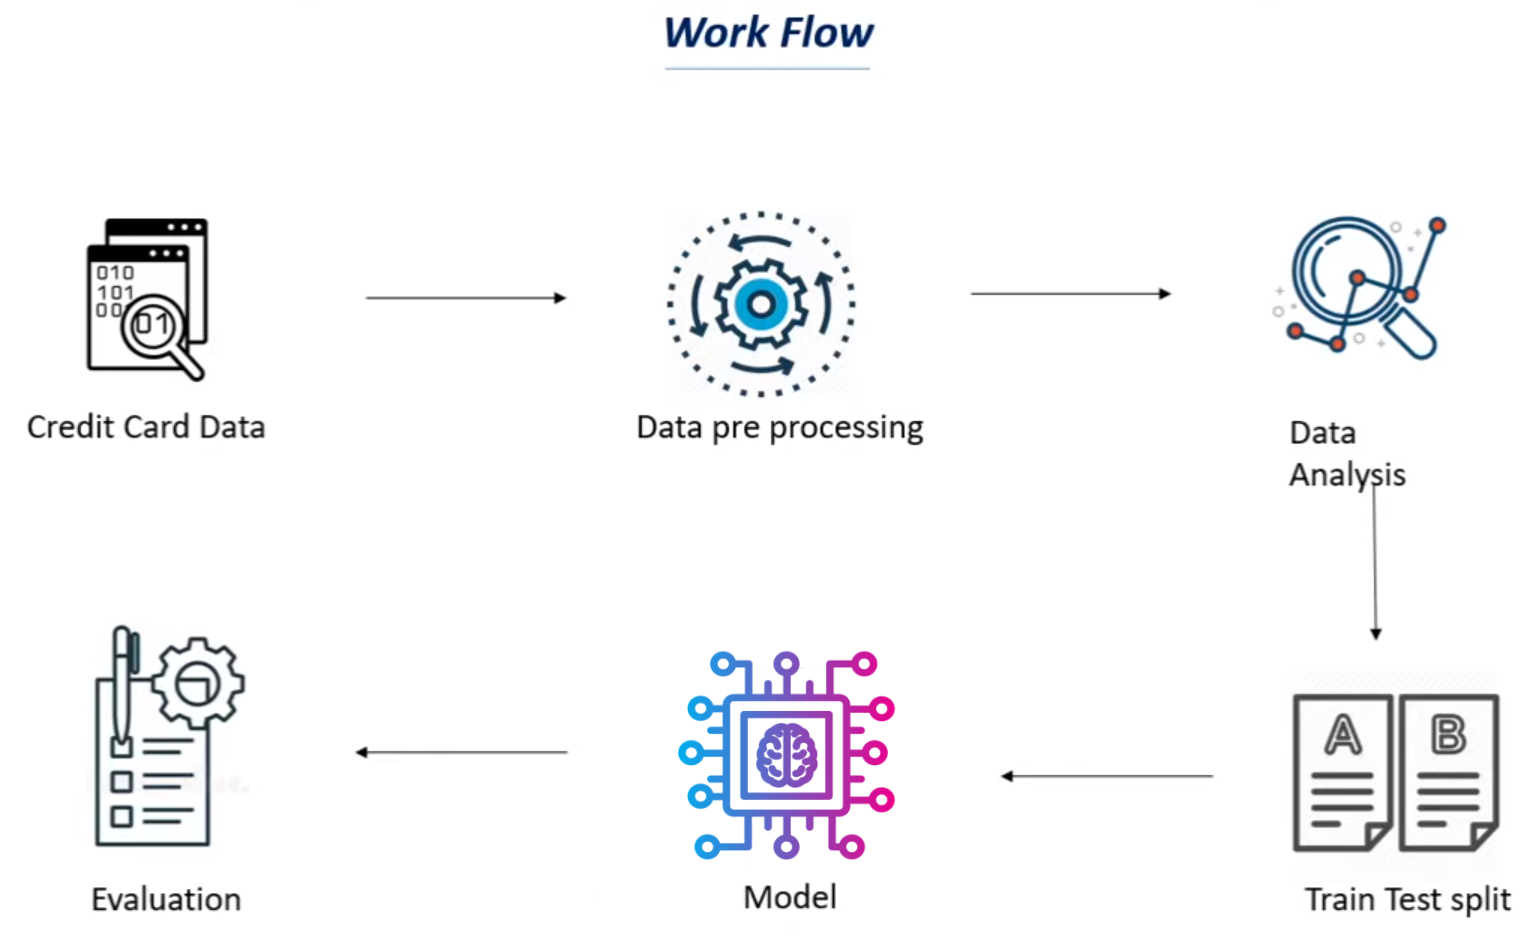 Work Flow
010
101
00
01
Credit Card Data
Data pre processing
Data
Analysis
A
B
Evaluation
Model
Train Test split